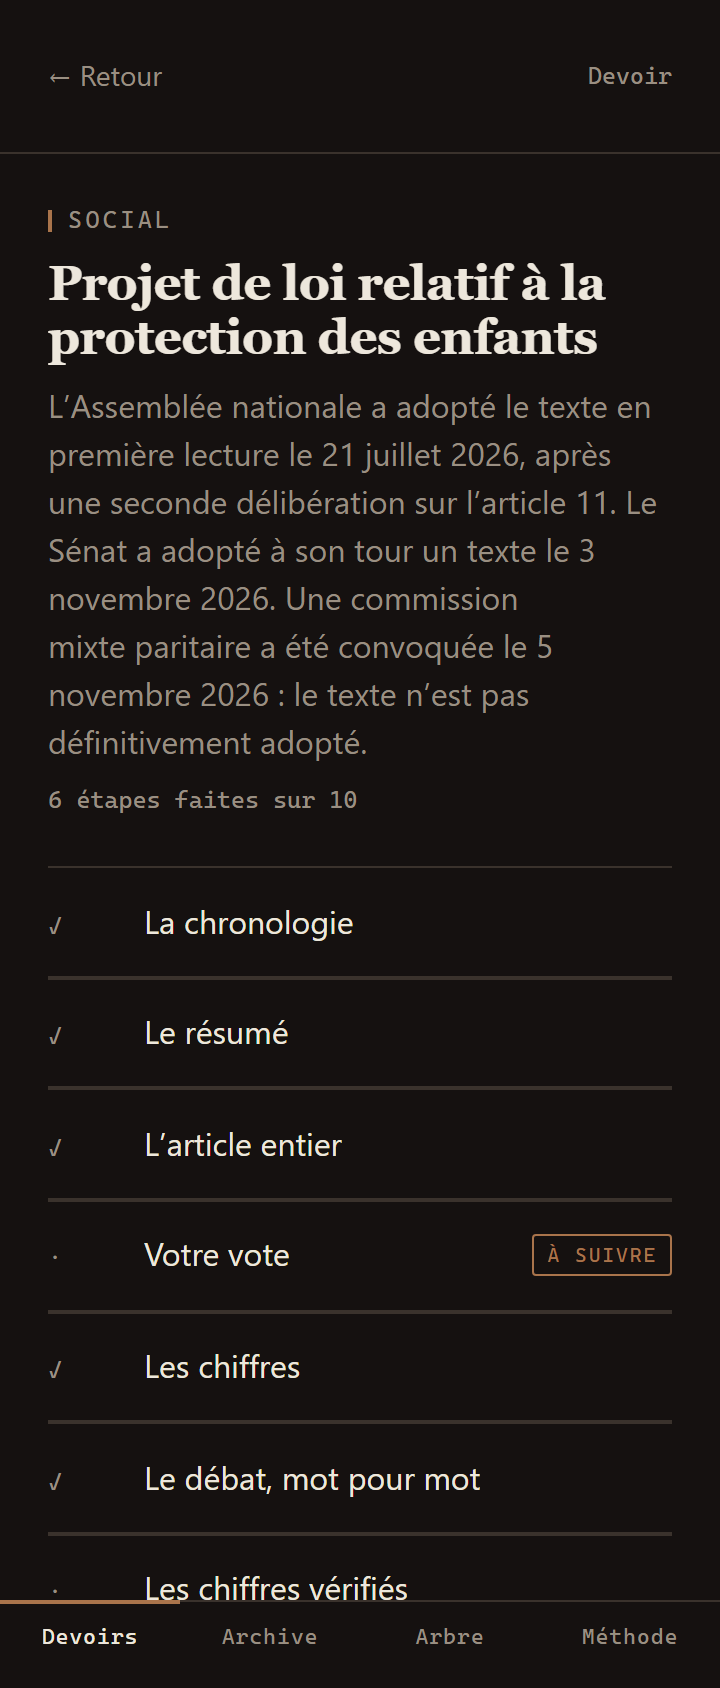 ← Retour
Devoir
SOCIAL
Projet de loi relatif à la
protection des enfants
L’Assemblée nationale a adopté le texte en
première lecture le 21 juillet 2026, après
une seconde délibération sur l’article 11. Le
Sénat a adopté à son tour un texte le 3
novembre 2026. Une commission
mixte paritaire a été convoquée le 5
novembre 2026 : le texte n’est pas
définitivement adopté.
6 étapes faites sur 10
✓ La chronologie
✓ Le résumé
✓ L’article entier
· Votre vote
À SUIVRE
✓ Les chiffres
✓ Le débat, mot pour mot
· Les chiffres vérifiés
Devoirs
Archive
Arbre
Méthode